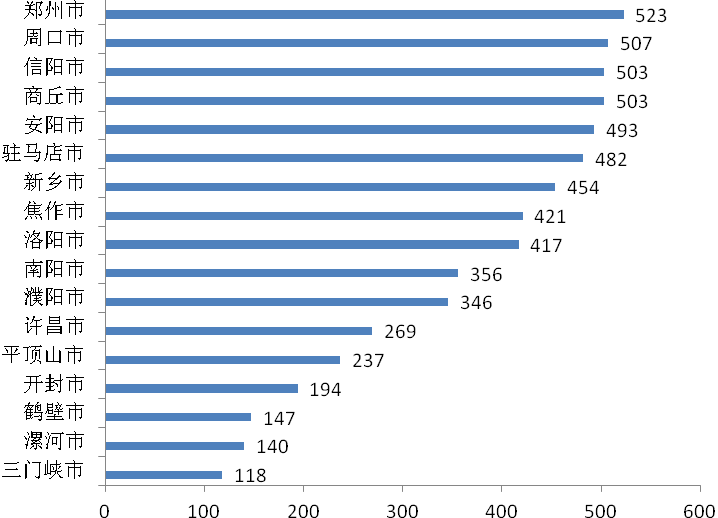 郑州市 523
周口市 507
信阳市 503
商丘市 503
安阳市 493
驻马店市 482
新乡市 454
焦作市 421
洛阳市 417
南阳市 356
濮阳市 346
许昌市 269
平顶山市 237
开封市 194
鹤壁市 147
漯河市 140
三门峡市 118
0 100 200 300 400 500 600